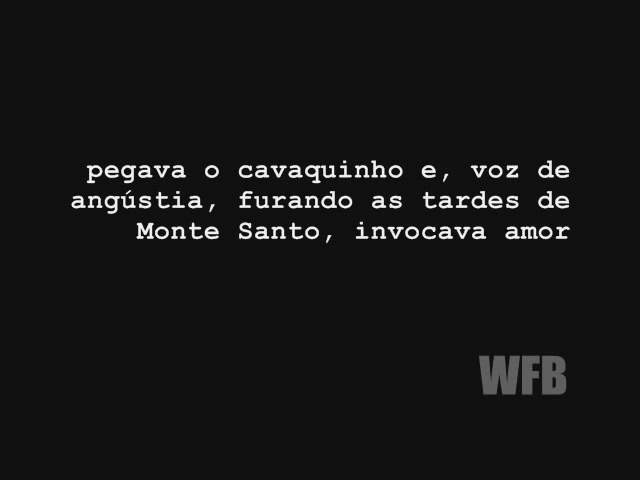 pegava o cavaquinho e, voz de
angústia, furando as tardes de
Monte Santo, invocava amor
WFB